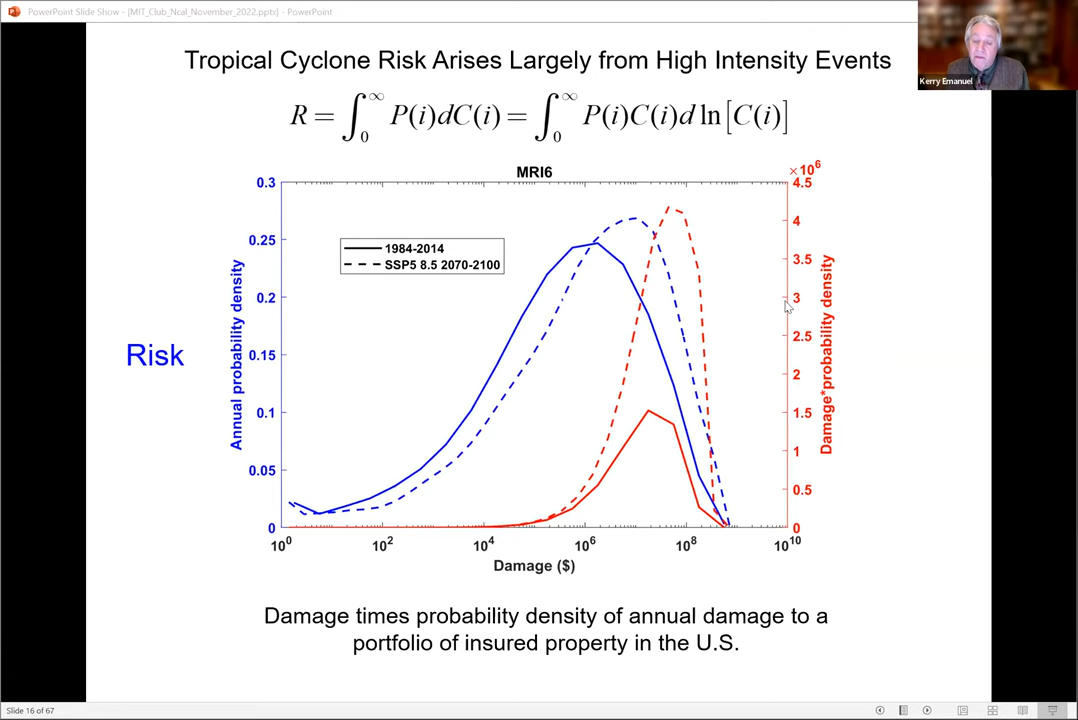 PowerPoint Slide Show - [MIT_Club_Ncal_November_2022.pptx] - PowerPoint
Kerry Emanuel
Tropical Cyclone Risk Arises Largely from High Intensity Events
R = ∫₀^∞ P(i)dC(i) = ∫₀^∞ P(i)C(i)d ln[C(i)]
MRI6
×10⁶
0.3
0.25
0.2
0.15
0.1
0.05
0
4.5
4
3.5
3
2.5
2
1.5
1
0.5
0
1984-2014
SSP5 8.5 2070-2100
Risk
Annual probability density
Damage*probability density
10⁰ 10² 10⁴ 10⁶ 10⁸ 10¹⁰
Damage ($)
Damage times probability density of annual damage to a
portfolio of insured property in the U.S.
Slide 16 of 67